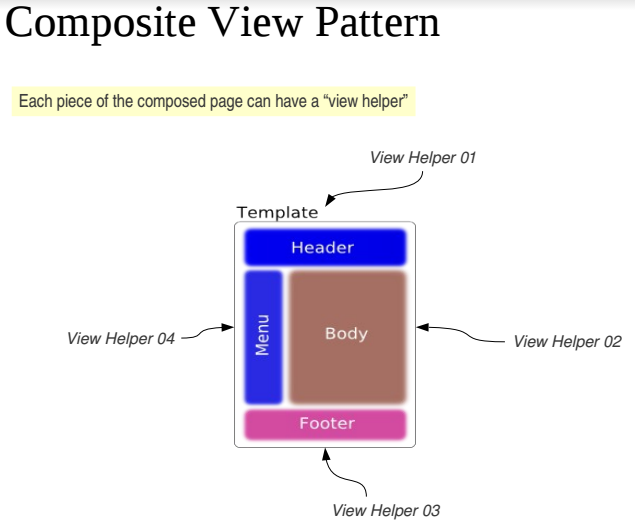 Composite View Pattern
Each piece of the composed page can have a “view helper”
View Helper 01
Template
Header
Menu
Body
View Helper 04
View Helper 02
Footer
View Helper 03